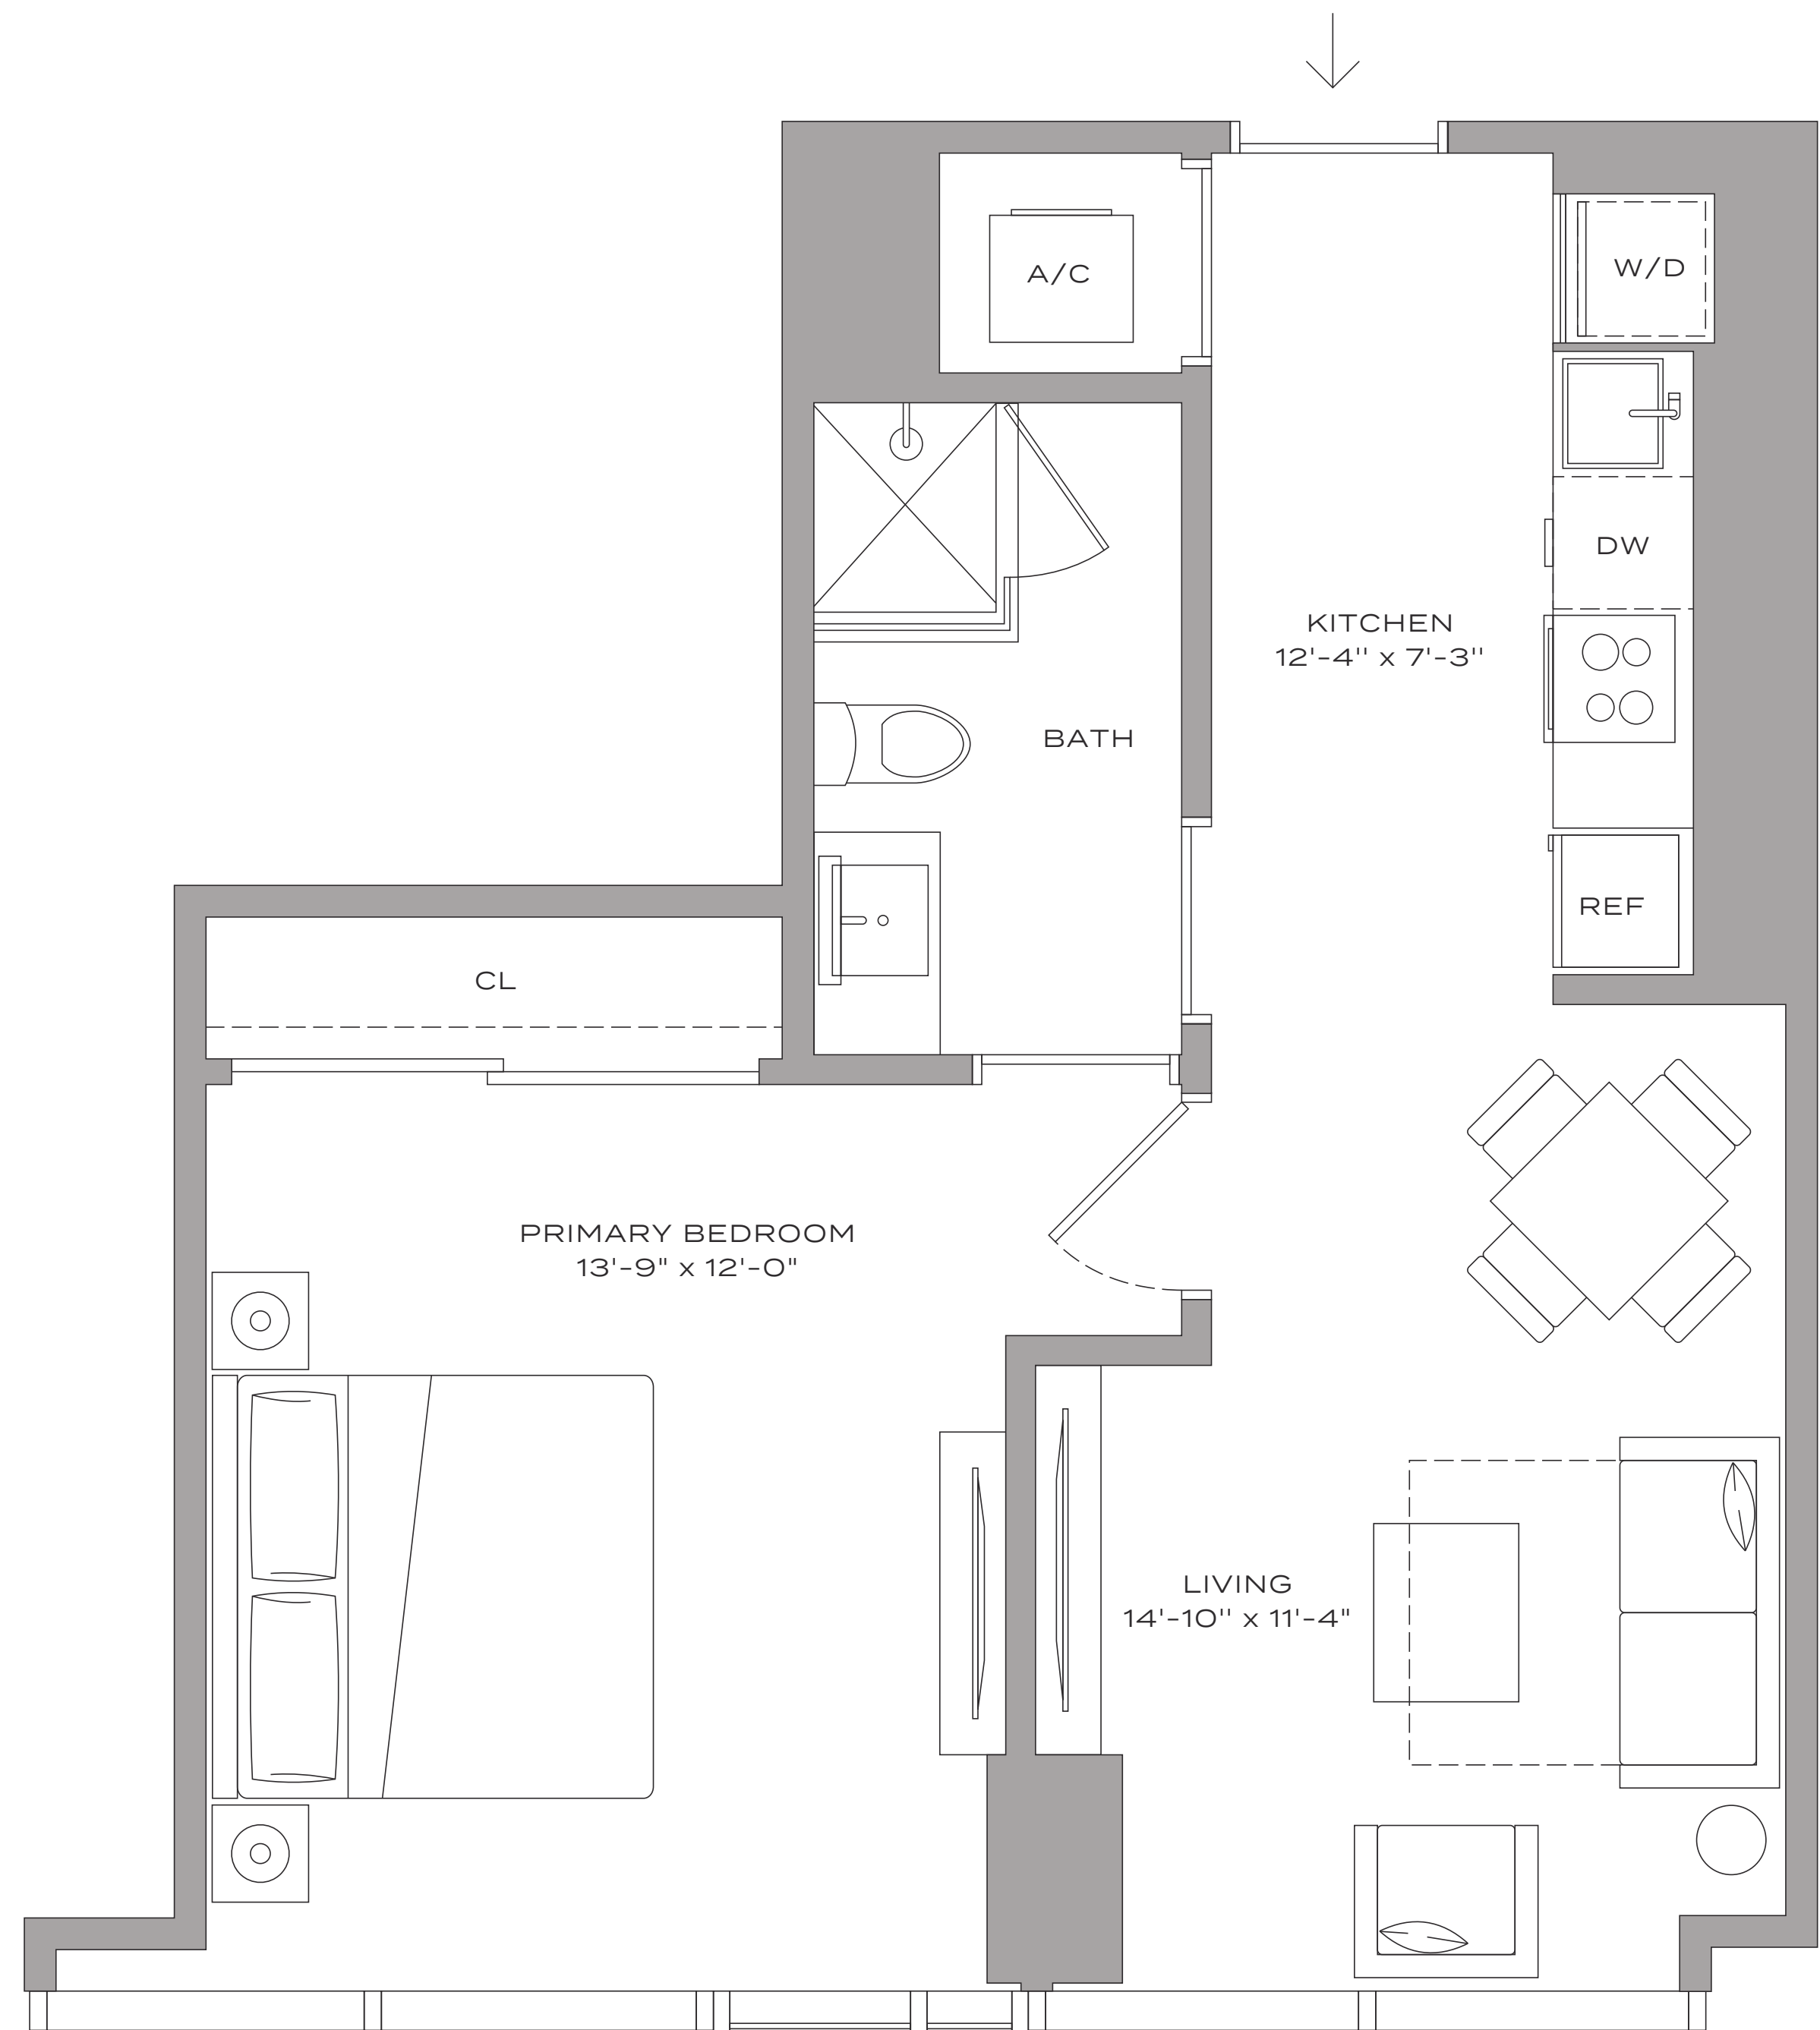 A/C
W/D
DW
KITCHEN
12'-4'' x 7'-3''
BATH
REF
CL
PRIMARY BEDROOM
13'-9" x 12'-0"
LIVING
14'-10'' x 11'-4"